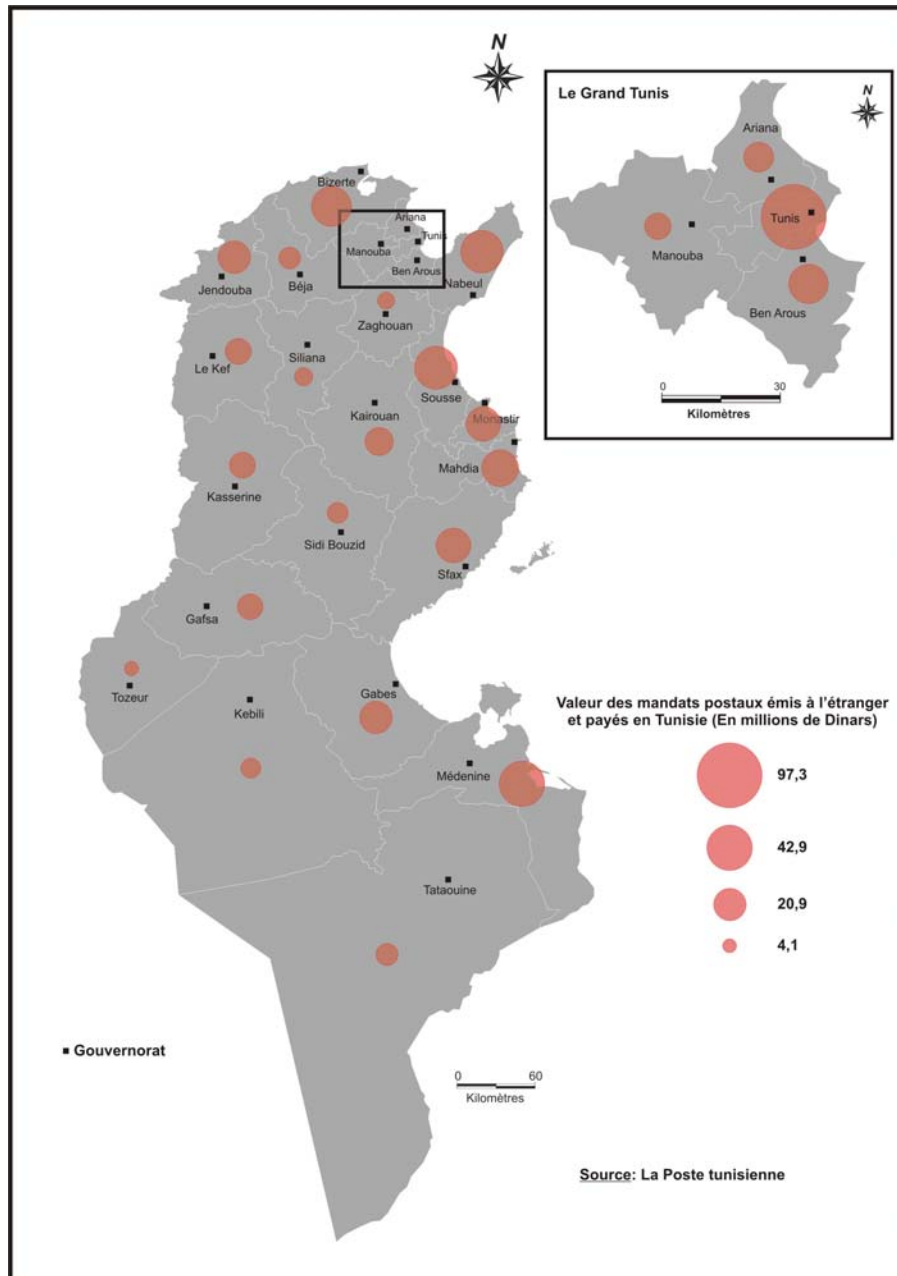 N
Le Grand Tunis
N
Ariana
Tunis
Manouba
Ben Arous
0 30
Kilomètres
Bizerte
Ariana
Tunis
Manouba
Ben Arous
Nabeul
Jendouba
Béja
Zaghouan
Le Kef
Siliana
Sousse
Kairouan
Monastir
Mahdia
Kasserine
Sidi Bouzid
Sfax
Gafsa
Tozeur
Kebili
Gabes
Médenine
Tataouine
Valeur des mandats postaux émis à l'étranger
et payés en Tunisie (En millions de Dinars)
97,3
42,9
20,9
4,1
Gouvernorat
0 60
Kilomètres
Source: La Poste tunisienne